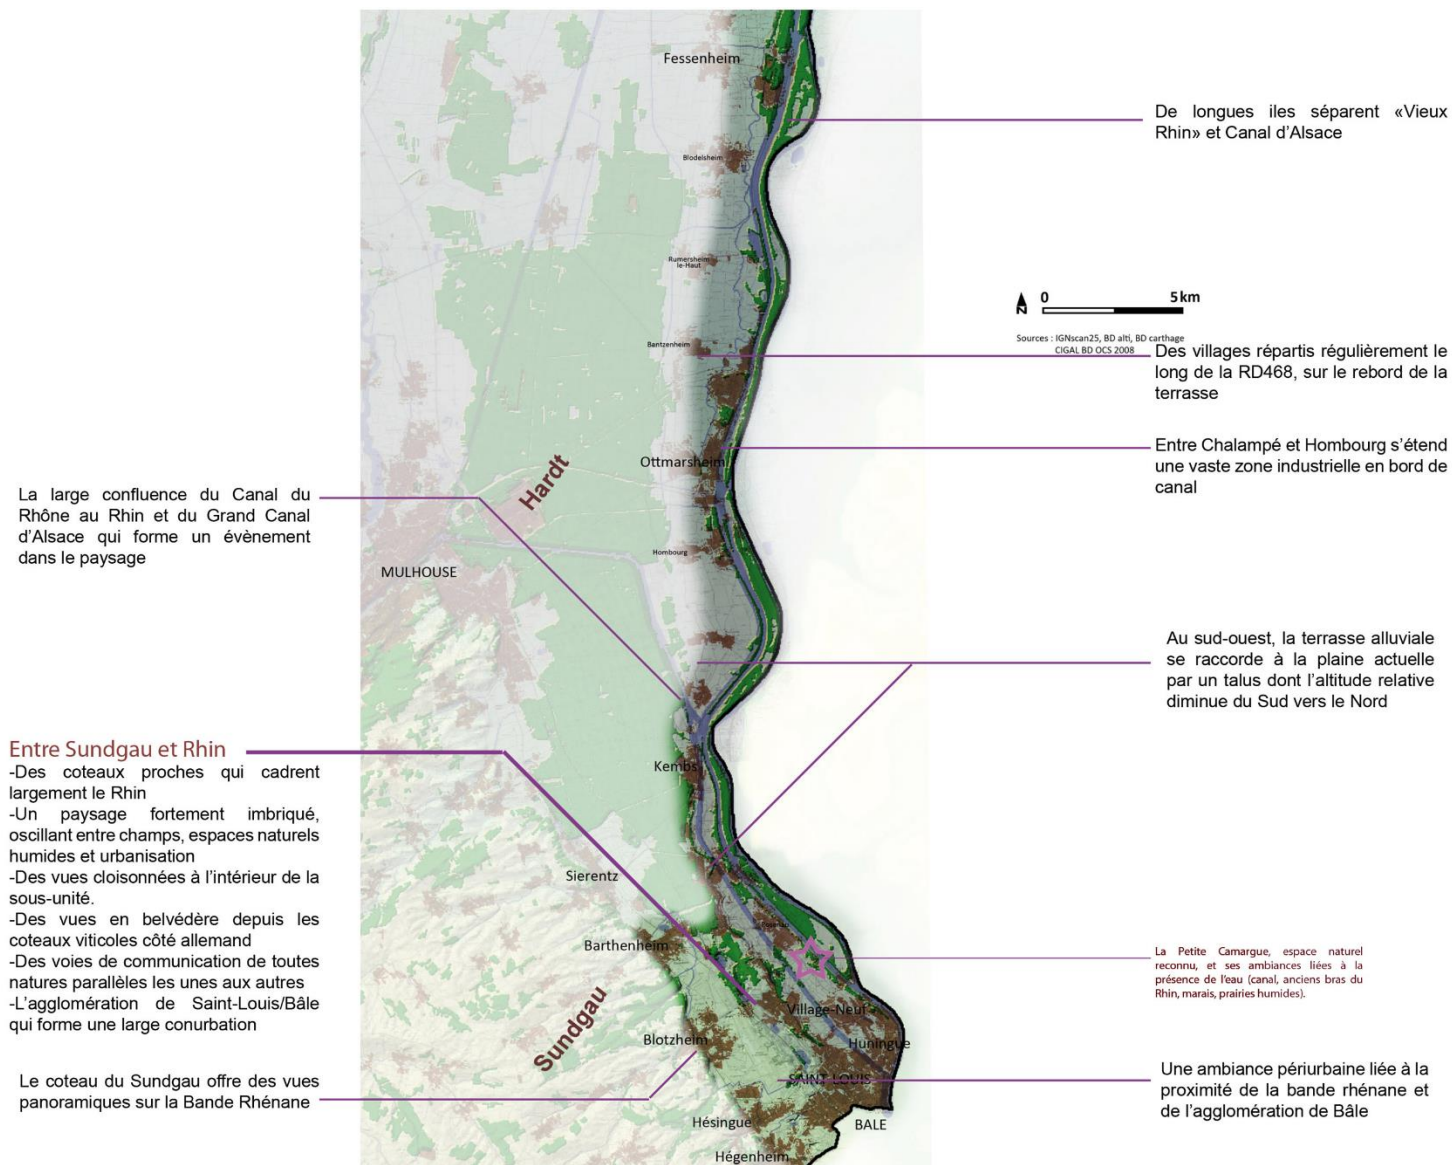 Fessenheim
De longues iles séparent «Vieux
Rhin» et Canal d'Alsace
Blodelsheim
Rumersheim
le-Haut
0 5 km
N
Sources : IGNscan25, BD alti, BD carthage
CIGAL BD OCS 2008
Bantzenheim
Des villages répartis régulièrement le
long de la RD468, sur le rebord de la
terrasse
Entre Chalampé et Hombourg s'étend
une vaste zone industrielle en bord de
canal
Ottmarsheim
Hardt
La large confluence du Canal du
Rhône au Rhin et du Grand Canal
d'Alsace qui forme un évènement
dans le paysage
Hombourg
MULHOUSE
Au sud-ouest, la terrasse alluviale
se raccorde à la plaine actuelle
par un talus dont l'altitude relative
diminue du Sud vers le Nord
Entre Sundgau et Rhin
-Des coteaux proches qui cadrent
largement le Rhin
-Un paysage fortement imbriqué,
oscillant entre champs, espaces naturels
humides et urbanisation
-Des vues cloisonnées à l'intérieur de la
sous-unité.
-Des vues en belvédère depuis les
coteaux viticoles côté allemand
-Des voies de communication de toutes
natures parallèles les unes aux autres
-L'agglomération de Saint-Louis/Bâle
qui forme une large conurbation
Kembs
Sierentz
Barthenheim
La Petite Camargue, espace naturel
reconnu, et ses ambiances liées à la
présence de l'eau (canal, anciens bras du
Rhin, marais, prairies humides).
Sundgau
Village-Neuf
Blotzheim
Huningue
Le coteau du Sundgau offre des vues
panoramiques sur la Bande Rhénane
SAINT-LOUIS
Une ambiance périurbaine liée à la
proximité de la bande rhénane et
de l'agglomération de Bâle
Hésingue
BALE
Hégenheim